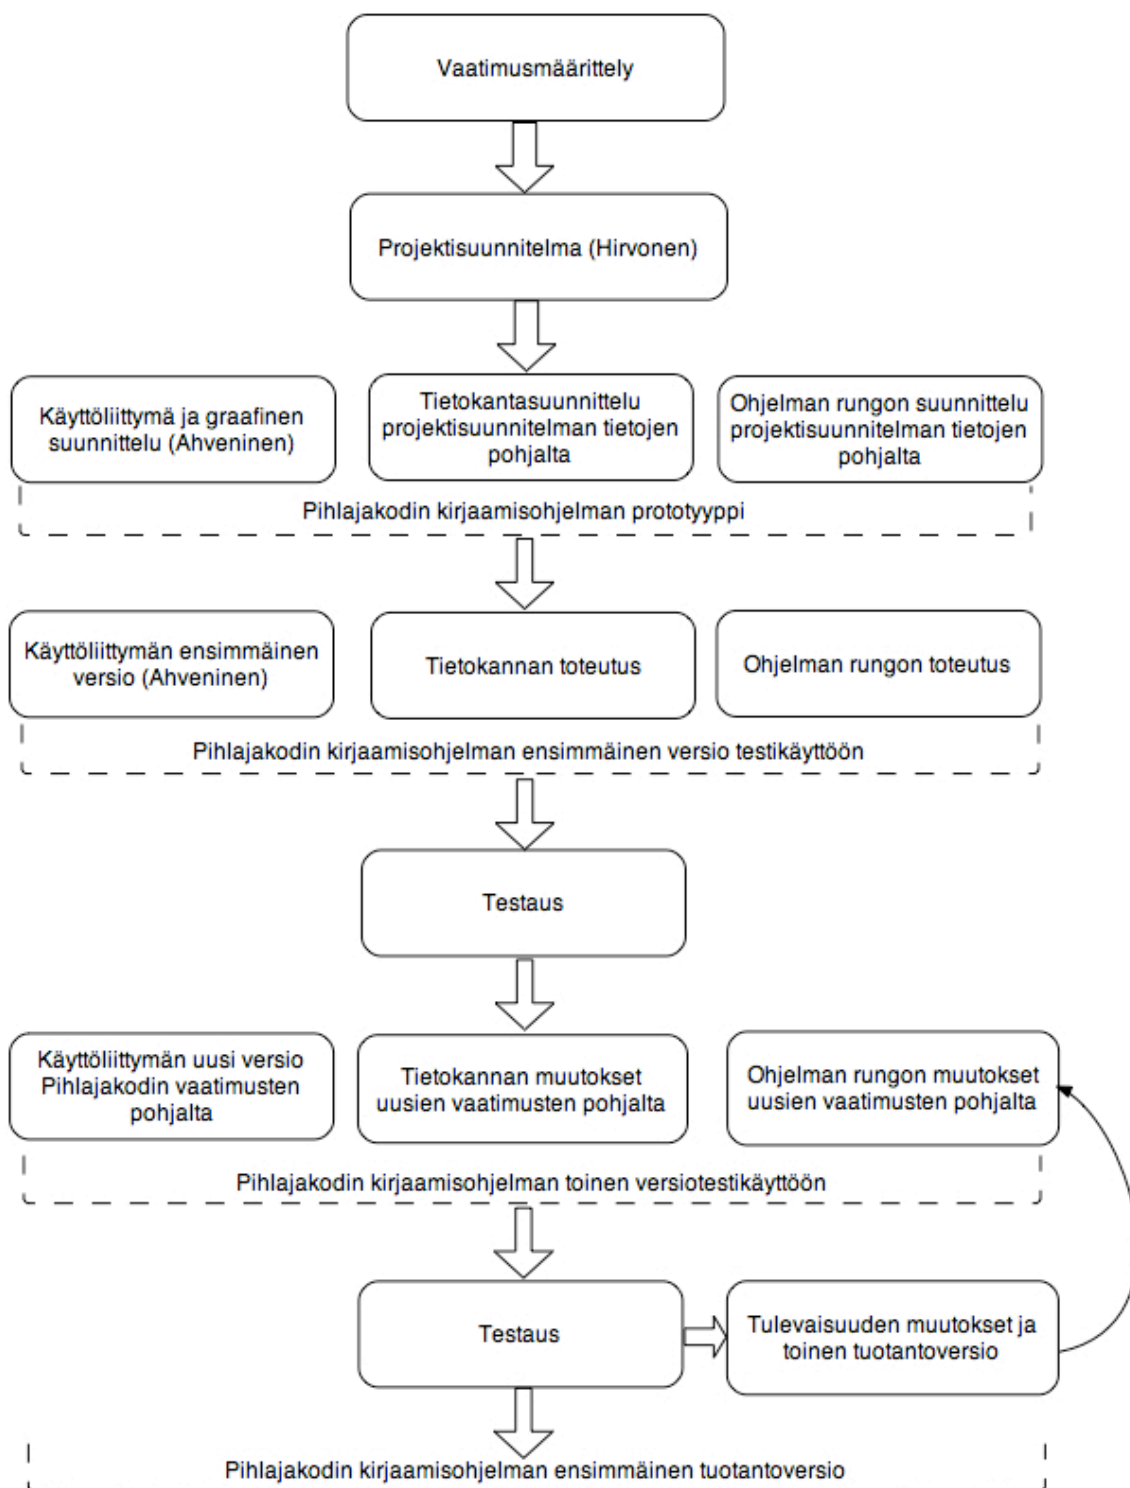 Vaatimusmäärittely
Projektisuunnitelma (Hirvonen)
Käyttöliittymä ja graafinen
suunnittelu (Ahveninen)
Tietokantasuunnittelu
projektisuunnitelman tietojen
pohjalta
Ohjelman rungon suunnittelu
projektisuunnitelman tietojen
pohjalta
Pihlajakodin kirjaamisohjelman prototyyppi
Käyttöliittymän ensimmäinen
versio (Ahveninen)
Tietokannan toteutus
Ohjelman rungon toteutus
Pihlajakodin kirjaamisohjelman ensimmäinen versio testikäyttöön
Testaus
Käyttöliittymän uusi versio
Pihlajakodin vaatimusten
pohjalta
Tietokannan muutokset
uusien vaatimusten pohjalta
Ohjelman rungon muutokset
uusien vaatimusten pohjalta
Pihlajakodin kirjaamisohjelman toinen versiotestikäyttöön
Testaus
Tulevaisuuden muutokset ja
toinen tuotantoversio
Pihlajakodin kirjaamisohjelman ensimmäinen tuotantoversio